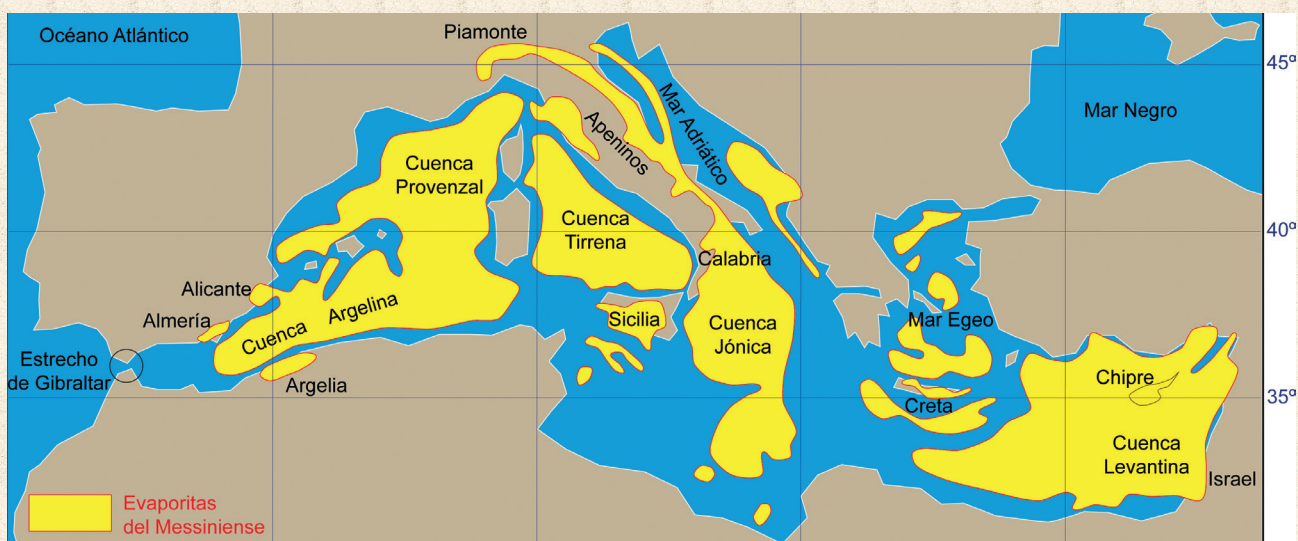 Océano Atlántico
Piamonte
45º
Mar Negro
Mar Adriático
Apeninos
Cuenca
Provenzal
Cuenca
Tirrena
40º
Calabria
Alicante
Almería
Cuenca Argelina
Sicilia
Cuenca
Jónica
Mar Egeo
Estrecho
de Gibraltar
Argelia
Chipre
Creta
35º
Cuenca
Levantina
Israel
Evaporitas
del Messiniense